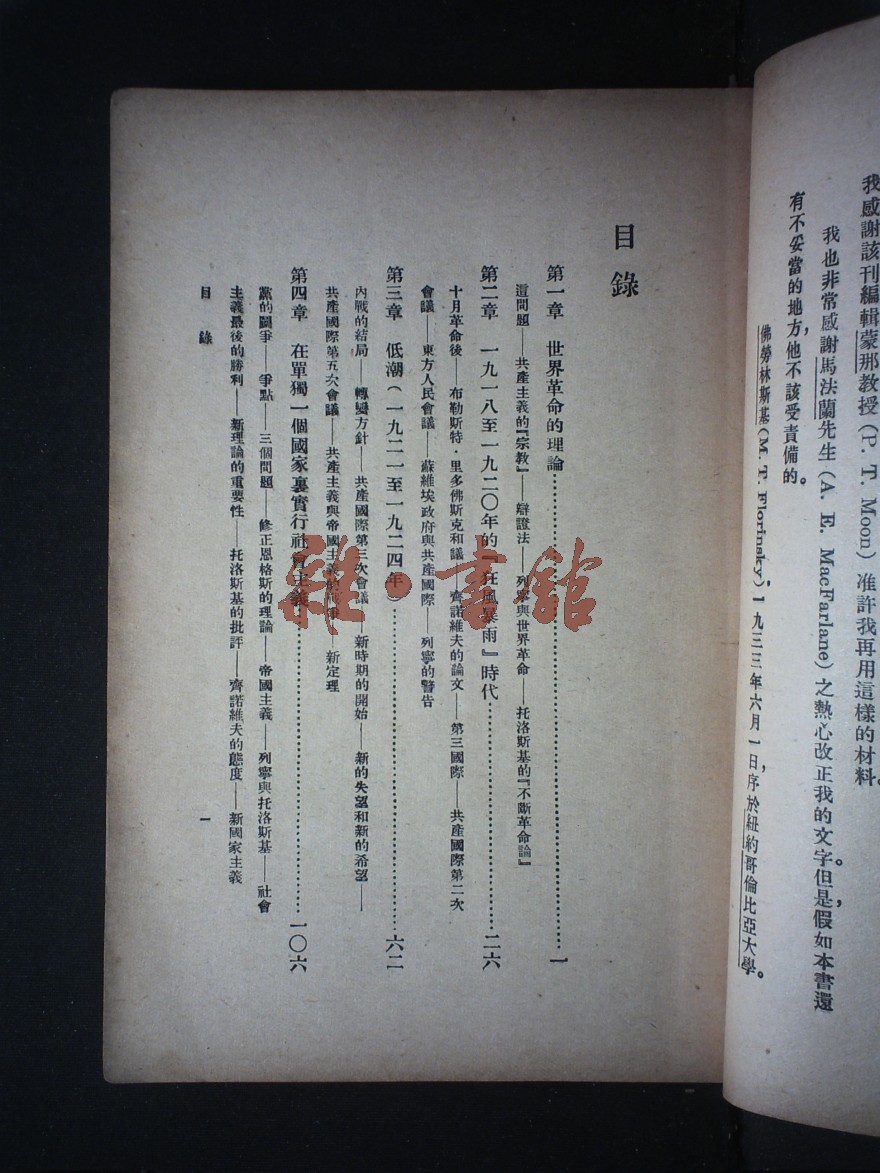 我感謝該刊編輯蒙那教授(P. T. Moon)准許我再用這樣的材料。
我也非常感謝馬法蘭先生(A. E. MacFarlane)之熱心改正我的文字。但是,假如本書還
有不妥當的地方,他不該受責備的。
佛勞林斯基(M. T. Florinsky),一九三三年六月一日,序於紐約哥倫比亞大學。
目錄
第一章 世界革命的理論……一
這問題——共產主義的『宗教』——辯證法——列寧與世界革命——托洛斯基的『不斷革命論』
第二章 一九一八至一九二〇年的『狂風暴雨』時代……二六
十月革命後——布勒斯特·里多佛斯克和議——齊諾維夫的論文——第三國際——共產國際第二次
會議——東方人民會議——蘇維埃政府與共產國際——列寧的警告
第三章 低潮(一九二一至一九二四年)……六二
內戰的結局——轉變方針——共產國際第三次會議——新時期的開始——新的失望和新的希望——
共產國際第五次會議——共產主義與帝國主義的——新定理
第四章 在單獨一個國家裏實行社會主義……一〇六
黨的鬪爭——爭點——三個問題——修正恩格斯的理論——帝國主義——列寧與托洛斯基——社會
主義最後的勝利——新理論的重要性——托洛斯基的批評——齊諾維夫的態度——新國家主義
目錄 一
雜·書館